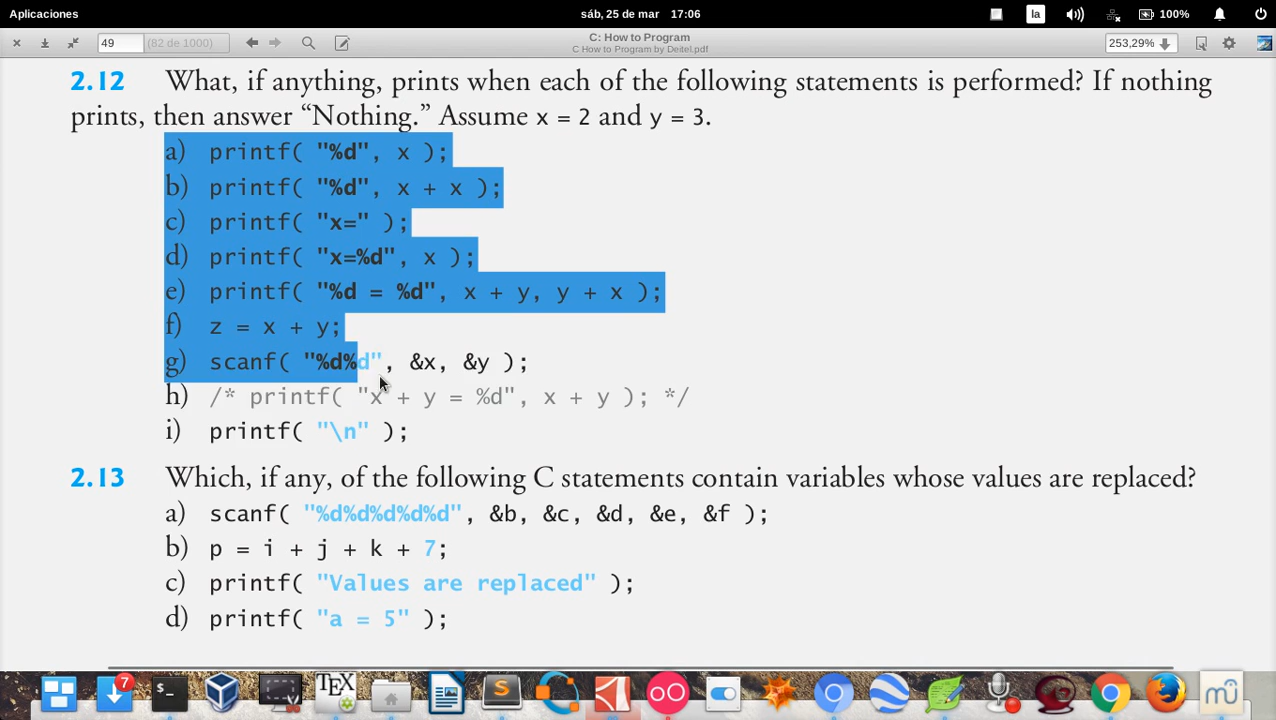 Aplicaciones sáb, 25 de mar 17:06 la 100%
49 (82 de 1000) C: How to Program 253,29%
C How to Program by Deitel.pdf
2.12 What, if anything, prints when each of the following statements is performed? If nothing
prints, then answer “Nothing.” Assume x = 2 and y = 3.
a) printf( "%d", x );
b) printf( "%d", x + x );
c) printf( "x=" );
d) printf( "x=%d", x );
e) printf( "%d = %d", x + y, y + x );
f) z = x + y;
g) scanf( "%d%d", &x, &y );
h) /* printf( "x + y = %d", x + y ); */
i) printf( "\n" );
2.13 Which, if any, of the following C statements contain variables whose values are replaced?
a) scanf( "%d%d%d%d%d", &b, &c, &d, &e, &f );
b) p = i + j + k + 7;
c) printf( "Values are replaced" );
d) printf( "a = 5" );
7 >_ TEX S mu